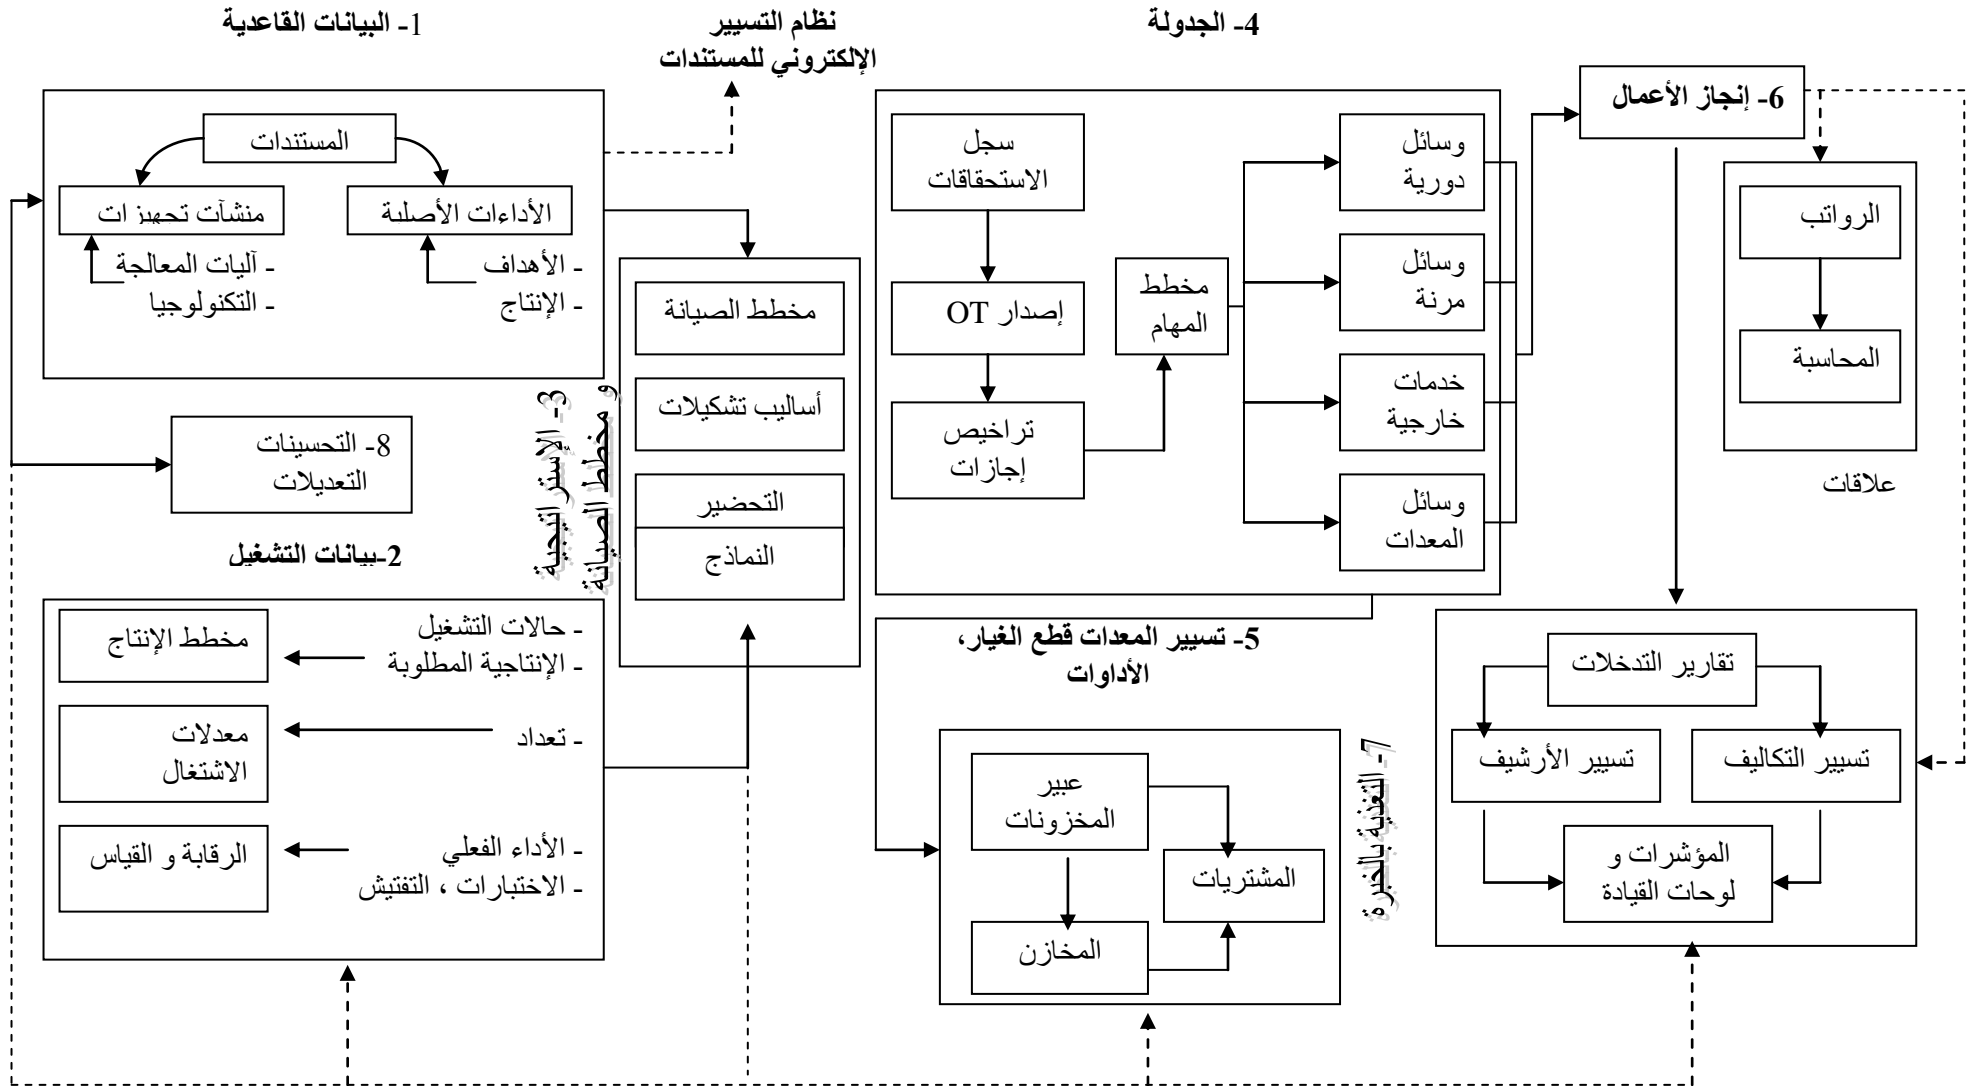 1- البيانات القاعدية
نظام التسيير
الإلكتروني للمستندات
4- الجدولة
المستندات
منشآت تجهيزات
الأداءات الأصلية
- آليات المعالجة
- التكنولوجيا
- الأهداف
- الإنتاج
8- التحسينات
التعديلات
2-بيانات التشغيل
مخطط الإنتاج
- حالات التشغيل
- الإنتاجية المطلوبة
معدلات
الاشتغال
- تعداد
الرقابة و القياس
- الأداء الفعلي
- الاختبارات ، التفتيش
3- الإستراتيجية
و مخطط الصيانة
مخطط الصيانة
أساليب تشكيلات
التحضير
النماذج
سجل
الاستحقاقات
إصدار OT
تراخيص
إجازات
مخطط
المهام
وسائل
دورية
وسائل
مرنة
خدمات
خارجية
وسائل
المعدات
5- تسيير المعدات قطع الغيار،
الأداوات
عبير
المخزونات
المخازن
المشتريات
6- إنجاز الأعمال
الرواتب
المحاسبة
علاقات
7- التغذية بالخبرة
تقارير التدخلات
تسيير الأرشيف
تسيير التكاليف
المؤشرات و
لوحات القيادة